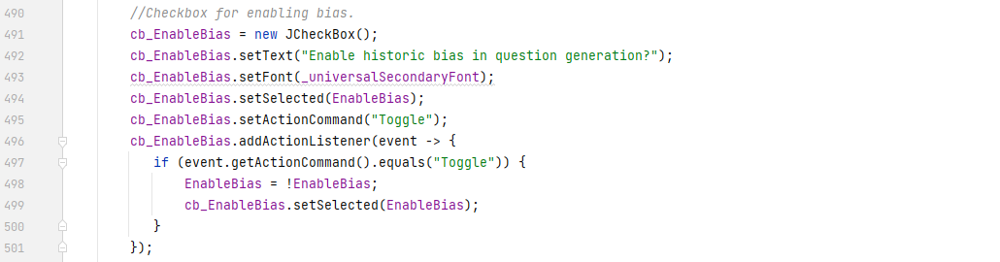 490 //Checkbox for enabling bias.
491 cb_EnableBias = new JCheckBox();
492 cb_EnableBias.setText("Enable historic bias in question generation?");
493 cb_EnableBias.setFont(_universalSecondaryFont);
494 cb_EnableBias.setSelected(EnableBias);
495 cb_EnableBias.setActionCommand("Toggle");
496 cb_EnableBias.addActionListener(event -> {
497 if (event.getActionCommand().equals("Toggle")) {
498 EnableBias = !EnableBias;
499 cb_EnableBias.setSelected(EnableBias);
500 }
501 });